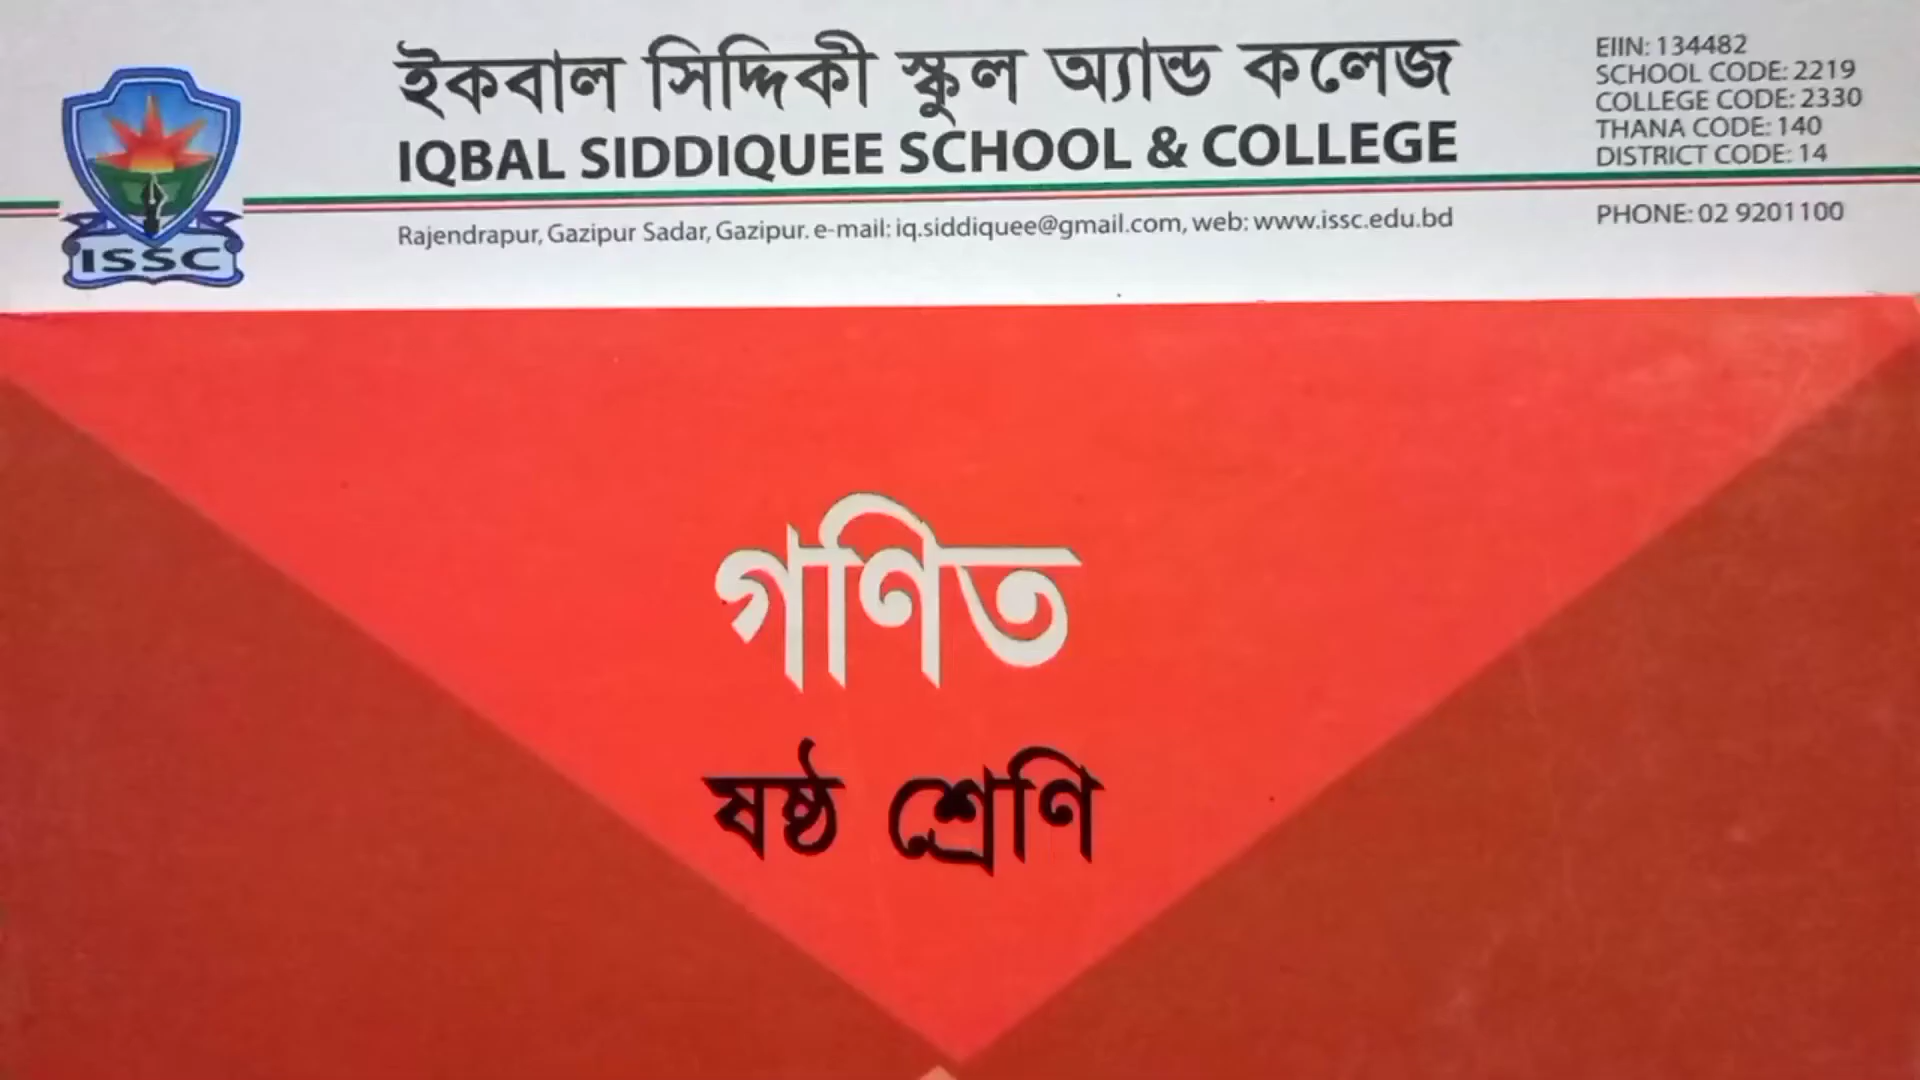 ইকবাল সিদ্দিকী স্কুল অ্যান্ড কলেজ
IQBAL SIDDIQUEE SCHOOL & COLLEGE
Rajendrapur, Gazipur Sadar, Gazipur. e-mail: iq.siddiquee@gmail.com, web: www.issc.edu.bd
EIIN: 134482
SCHOOL CODE: 2219
COLLEGE CODE: 2330
THANA CODE: 140
DISTRICT CODE: 14
PHONE: 02 9201100
ISSC
গণিত
ষষ্ঠ শ্রেণি